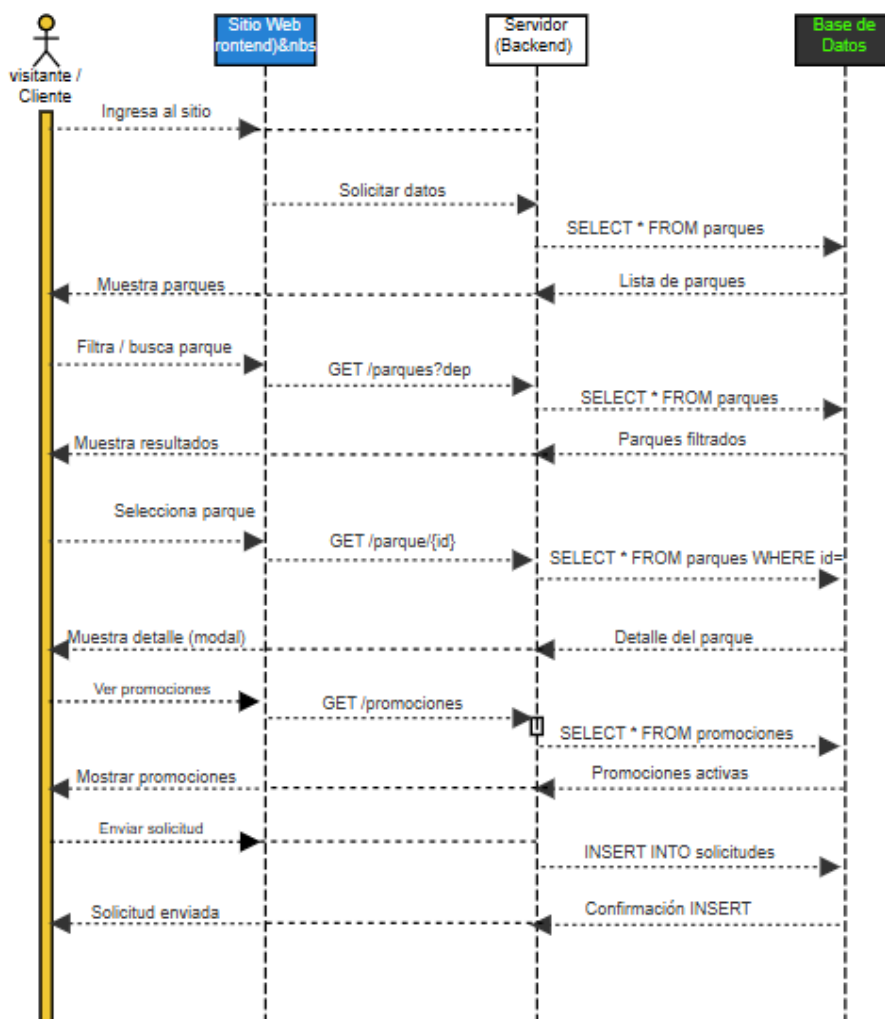 visitante /
Cliente
Sitio Web
rontend)&nbs
Servidor
(Backend)
Base de
Datos
Ingresa al sitio
Solicitar datos
SELECT * FROM parques
Muestra parques
Lista de parques
Filtra / busca parque
GET /parques?dep
SELECT * FROM parques
Muestra resultados
Parques filtrados
Selecciona parque
GET /parque/{id}
SELECT * FROM parques WHERE id=
Muestra detalle (modal)
Detalle del parque
Ver promociones
GET /promociones
SELECT * FROM promociones
Mostrar promociones
Promociones activas
Enviar solicitud
INSERT INTO solicitudes
Solicitud enviada
Confirmación INSERT